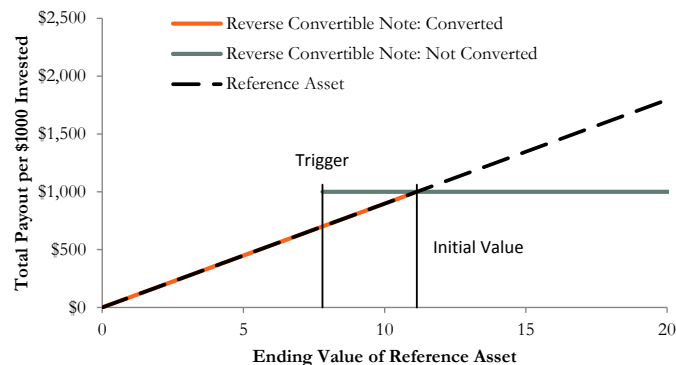 $2,500
$2,000
$1,500
$1,000
$500
$0
Total Payout per $1000 Invested
Reverse Convertible Note: Converted
Reverse Convertible Note: Not Converted
Reference Asset
Trigger
Initial Value
0 5 10 15 20
Ending Value of Reference Asset